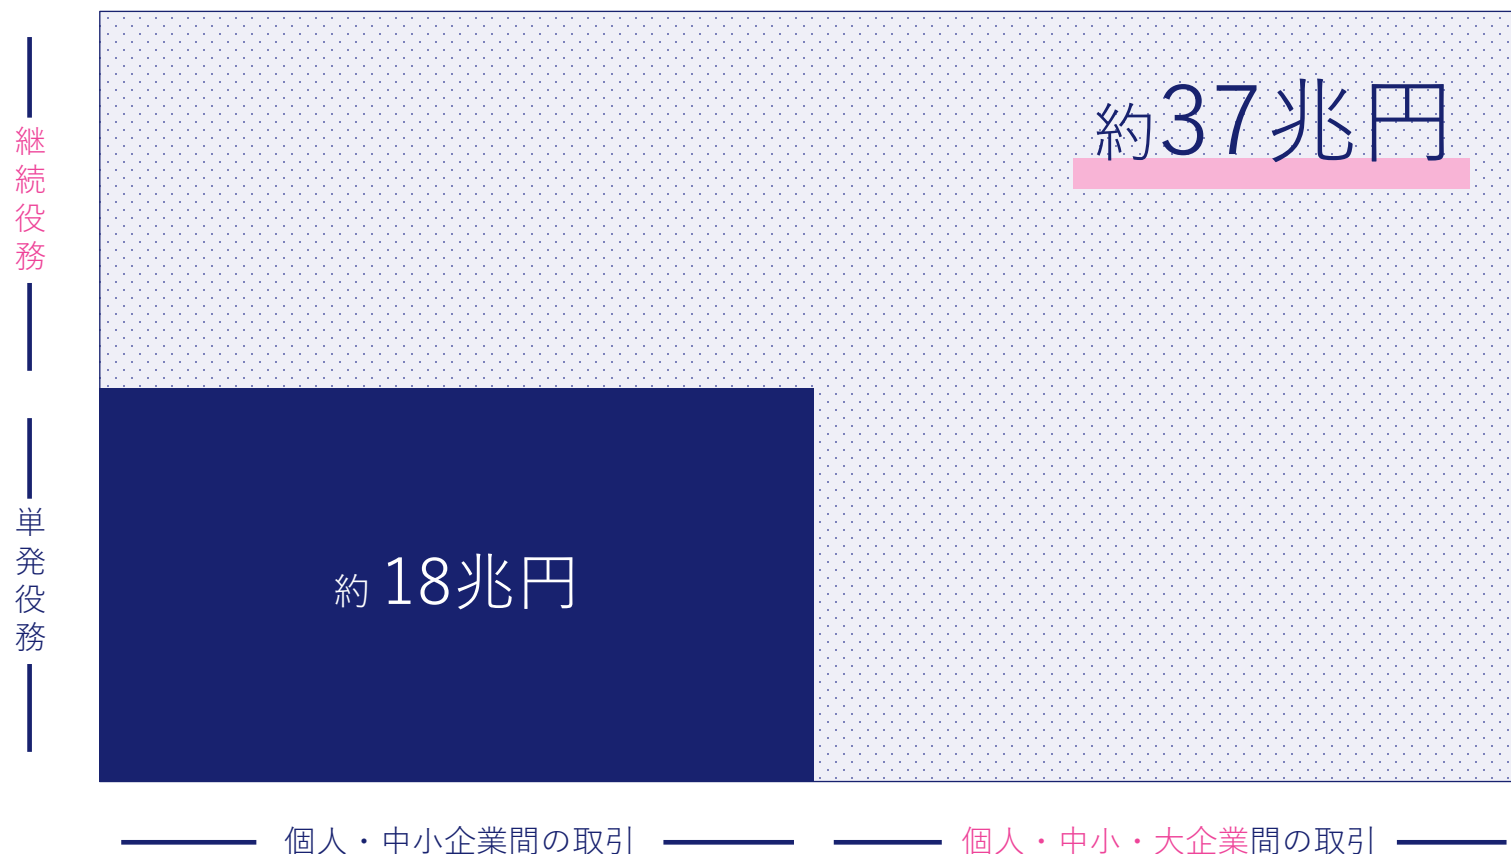 約37兆円
継続役務
約 18兆円
単発役務
個人・中小企業間の取引
個人・中小・大企業間の取引